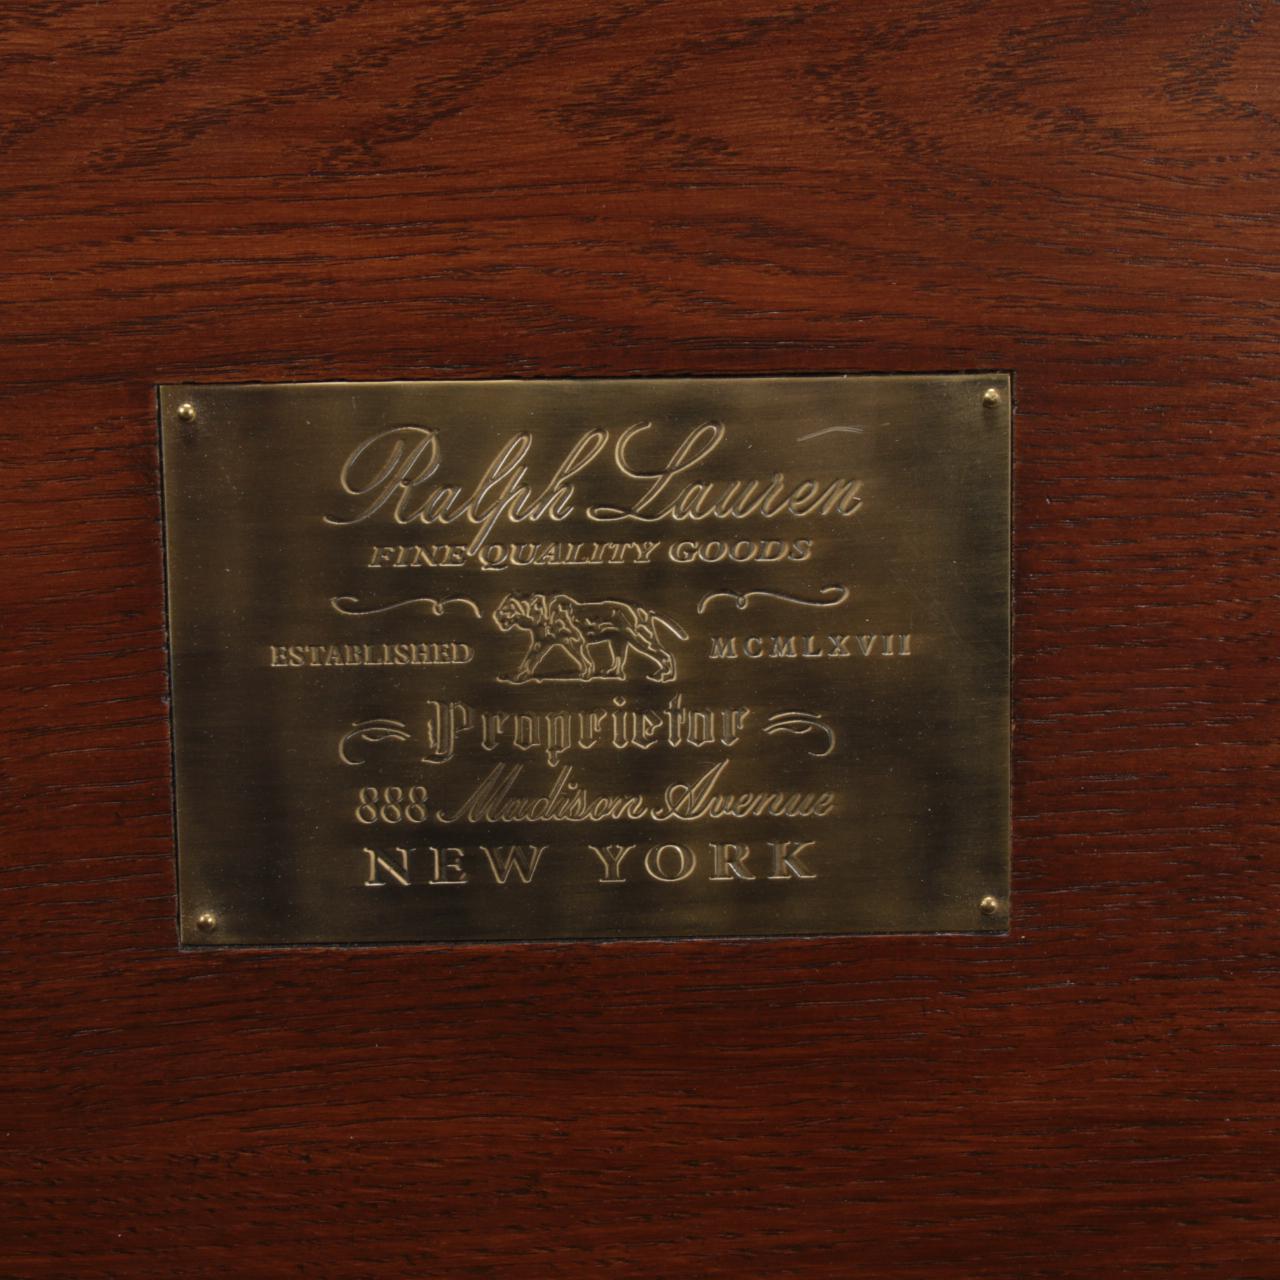 Ralph Lauren
FINE QUALITY GOODS
ESTABLISHED MCMLXVII
Proprietor
888 Madison Avenue
NEW YORK